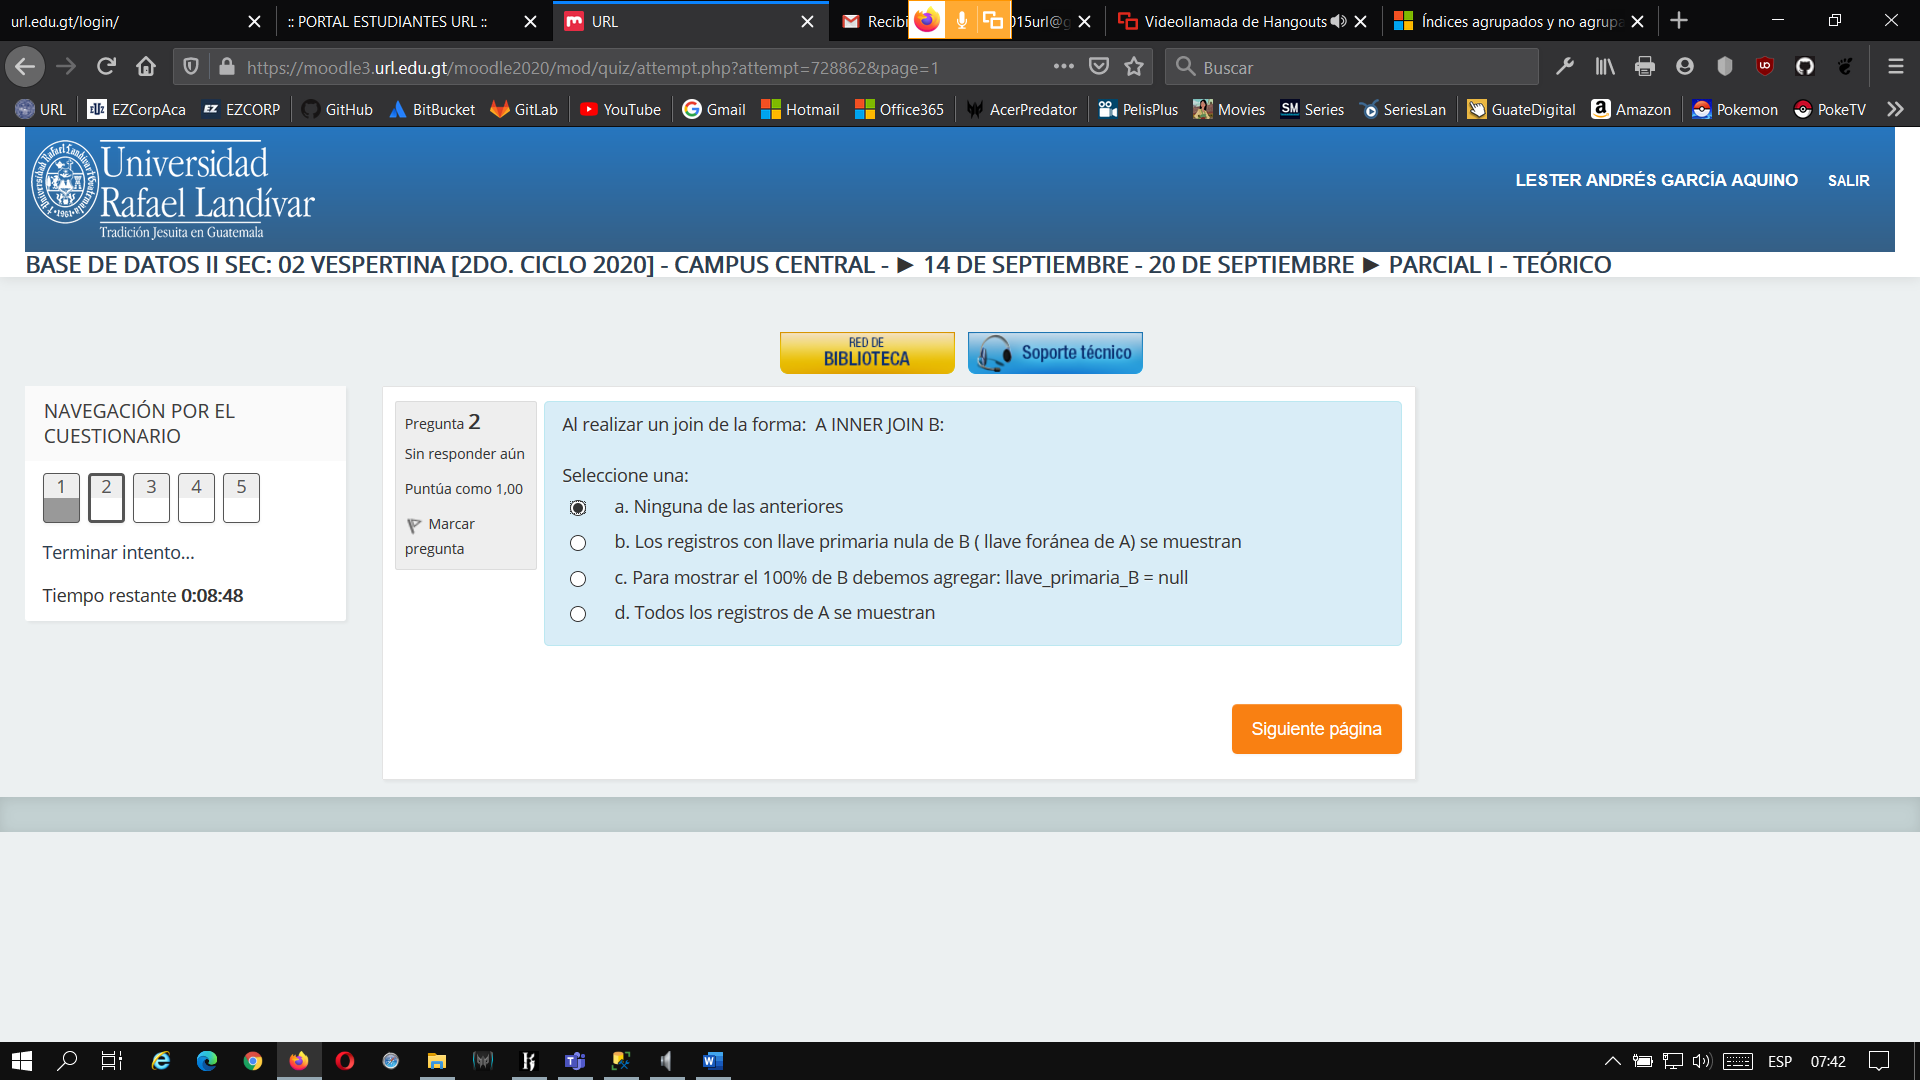 url.edu.gt/login/
:: PORTAL ESTUDIANTES URL ::
URL
Recibi
015url@g
Videollamada de Hangouts
Índices agrupados y no agrupa
https://moodle3.url.edu.gt/moodle2020/mod/quiz/attempt.php?attempt=728862&page=1
Buscar
URL
EZCorpAca
EZCORP
GitHub
BitBucket
GitLab
YouTube
Gmail
Hotmail
Office365
AcerPredator
PelisPlus
Movies
Series
SeriesLan
GuateDigital
Amazon
Pokemon
PokeTV
Universidad
Rafael Landívar
Tradición Jesuita en Guatemala
LESTER ANDRÉS GARCÍA AQUINO
SALIR
BASE DE DATOS II SEC: 02 VESPERTINA [2DO. CICLO 2020] - CAMPUS CENTRAL - ► 14 DE SEPTIEMBRE - 20 DE SEPTIEMBRE ► PARCIAL I - TEÓRICO
RED DE
BIBLIOTECA
Soporte técnico
NAVEGACIÓN POR EL
CUESTIONARIO
1 2 3 4 5
Terminar intento...
Tiempo restante 0:08:48
Pregunta 2
Sin responder aún
Puntúa como 1,00
Marcar
pregunta
Al realizar un join de la forma:  A INNER JOIN B:
Seleccione una:
a. Ninguna de las anteriores
b. Los registros con llave primaria nula de B ( llave foránea de A) se muestran
c. Para mostrar el 100% de B debemos agregar: llave_primaria_B = null
d. Todos los registros de A se muestran
Siguiente página
ESP
07:42